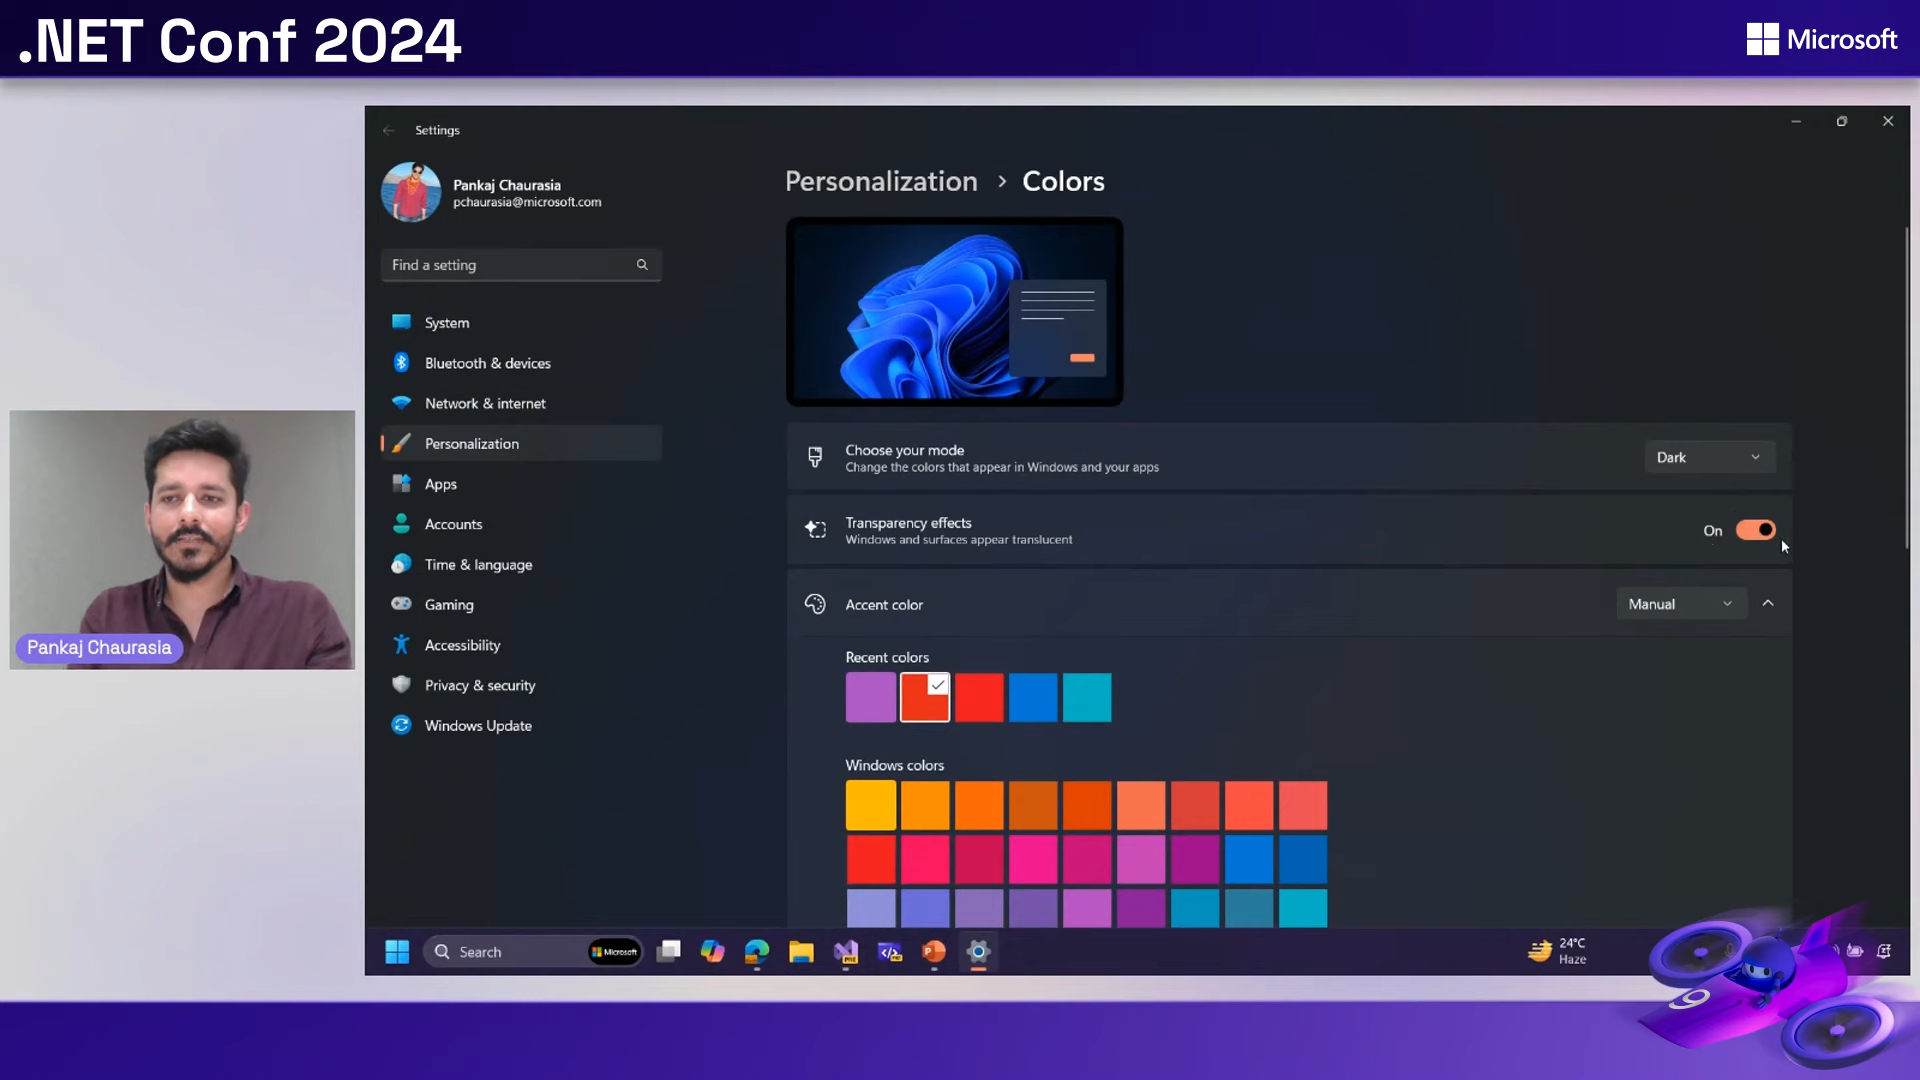 .NET Conf 2024
Microsoft
Settings
Pankaj Chaurasia
pchaurasia@microsoft.com
Find a setting
System
Bluetooth & devices
Network & internet
Personalization
Apps
Accounts
Time & language
Gaming
Accessibility
Privacy & security
Windows Update
Personalization > Colors
Choose your mode
Change the colors that appear in Windows and your apps
Dark
Transparency effects
Windows and surfaces appear translucent
On
Accent color
Manual
Recent colors
Windows colors
Pankaj Chaurasia
Search
Microsoft
24°C
Haze
9